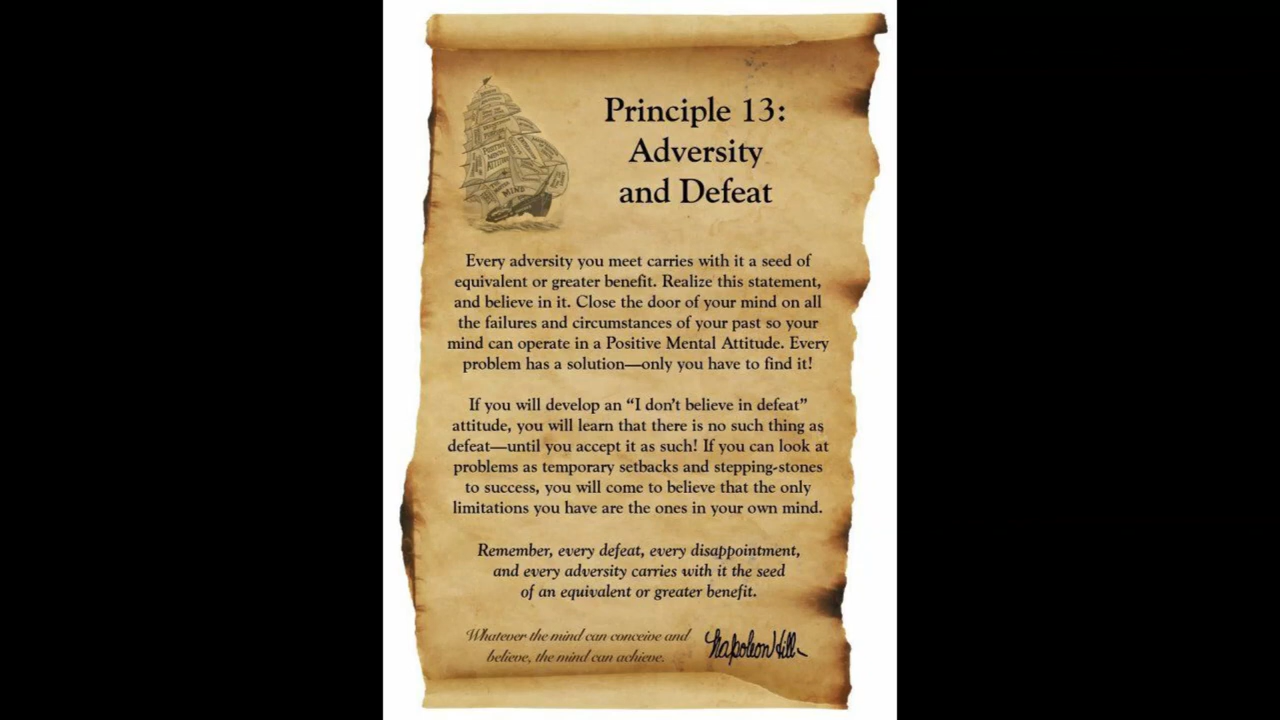 Principle 13:
Adversity
and Defeat
Every adversity you meet carries with it a seed of
equivalent or greater benefit. Realize this statement,
and believe in it. Close the door of your mind on all
the failures and circumstances of your past so your
mind can operate in a Positive Mental Attitude. Every
problem has a solution—only you have to find it!
If you will develop an “I don’t believe in defeat”
attitude, you will learn that there is no such thing as
defeat—until you accept it as such! If you can look at
problems as temporary setbacks and stepping-stones
to success, you will come to believe that the only
limitations you have are the ones in your own mind.
Remember, every defeat, every disappointment,
and every adversity carries with it the seed
of an equivalent or greater benefit.
Whatever the mind can conceive and
believe, the mind can achieve.
Napoleon Hill
POSITIVE
MENTAL
ATTITUDE
MIND